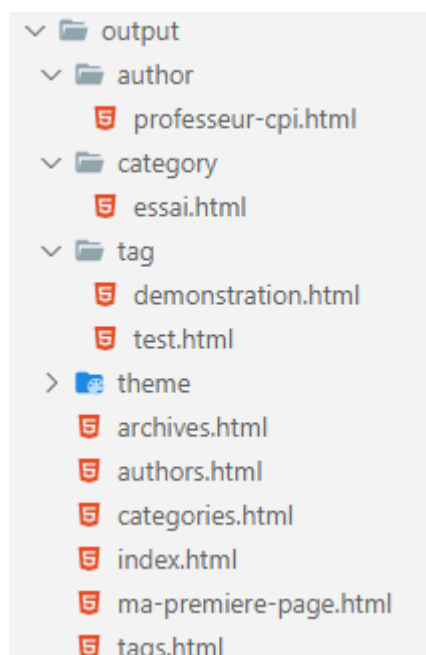 output
author
professeur-cpi.html
category
essai.html
tag
demonstration.html
test.html
theme
archives.html
authors.html
categories.html
index.html
ma-premiere-page.html
tags.html